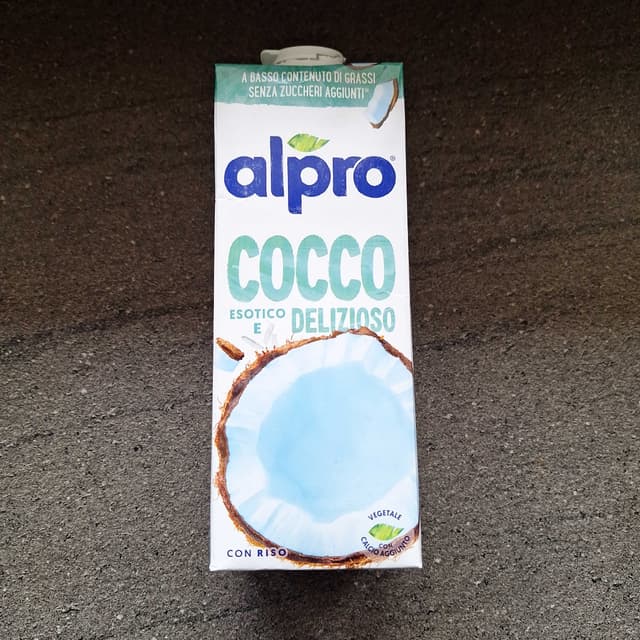 A BASSO CONTENUTO DI GRASSI
SENZA ZUCCHERI AGGIUNTI*
alpro®
COCCO
ESOTICO
E DELIZIOSO
VEGETALE
CON
CALCIO AGGIUNTO
CON RISO